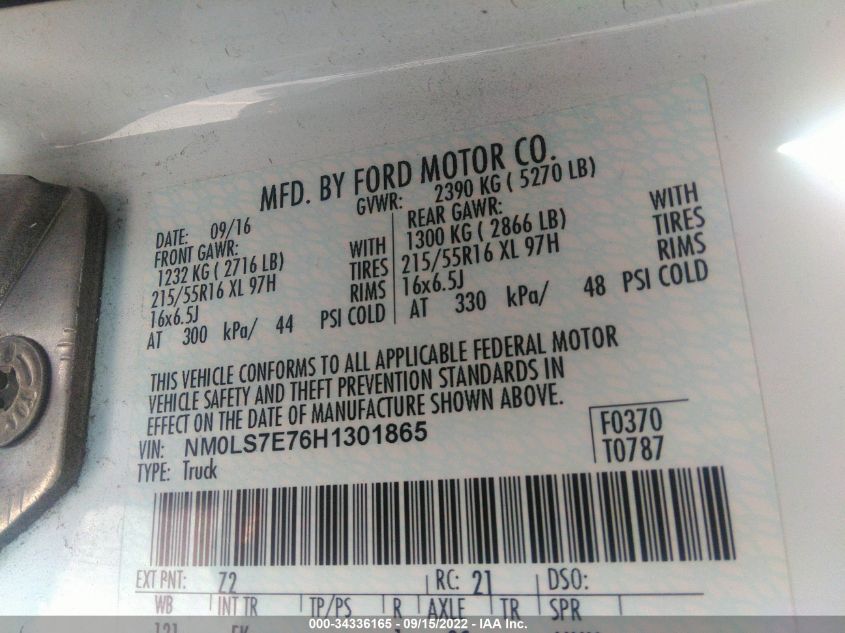 MFD. BY FORD MOTOR CO.
DATE: 09/16 GVWR: 2390 KG ( 5270 LB)
FRONT GAWR: REAR GAWR:
1232 KG ( 2716 LB) WITH 1300 KG ( 2866 LB) WITH
215/55R16 XL 97H TIRES 215/55R16 XL 97H TIRES
16x6.5J RIMS 16x6.5J RIMS
AT 300 kPa/ 44 PSI COLD AT 330 kPa/ 48 PSI COLD
THIS VEHICLE CONFORMS TO ALL APPLICABLE FEDERAL MOTOR
VEHICLE SAFETY AND THEFT PREVENTION STANDARDS IN
EFFECT ON THE DATE OF MANUFACTURE SHOWN ABOVE.
VIN: NM0LS7E76H1301865 F0370
TYPE: Truck T0787
EXT PNT: Z2 RC: 21 DSO:
WB INT TR TP/PS R AXLE TR SPR
000-34336165 - 09/15/2022 - IAA Inc.